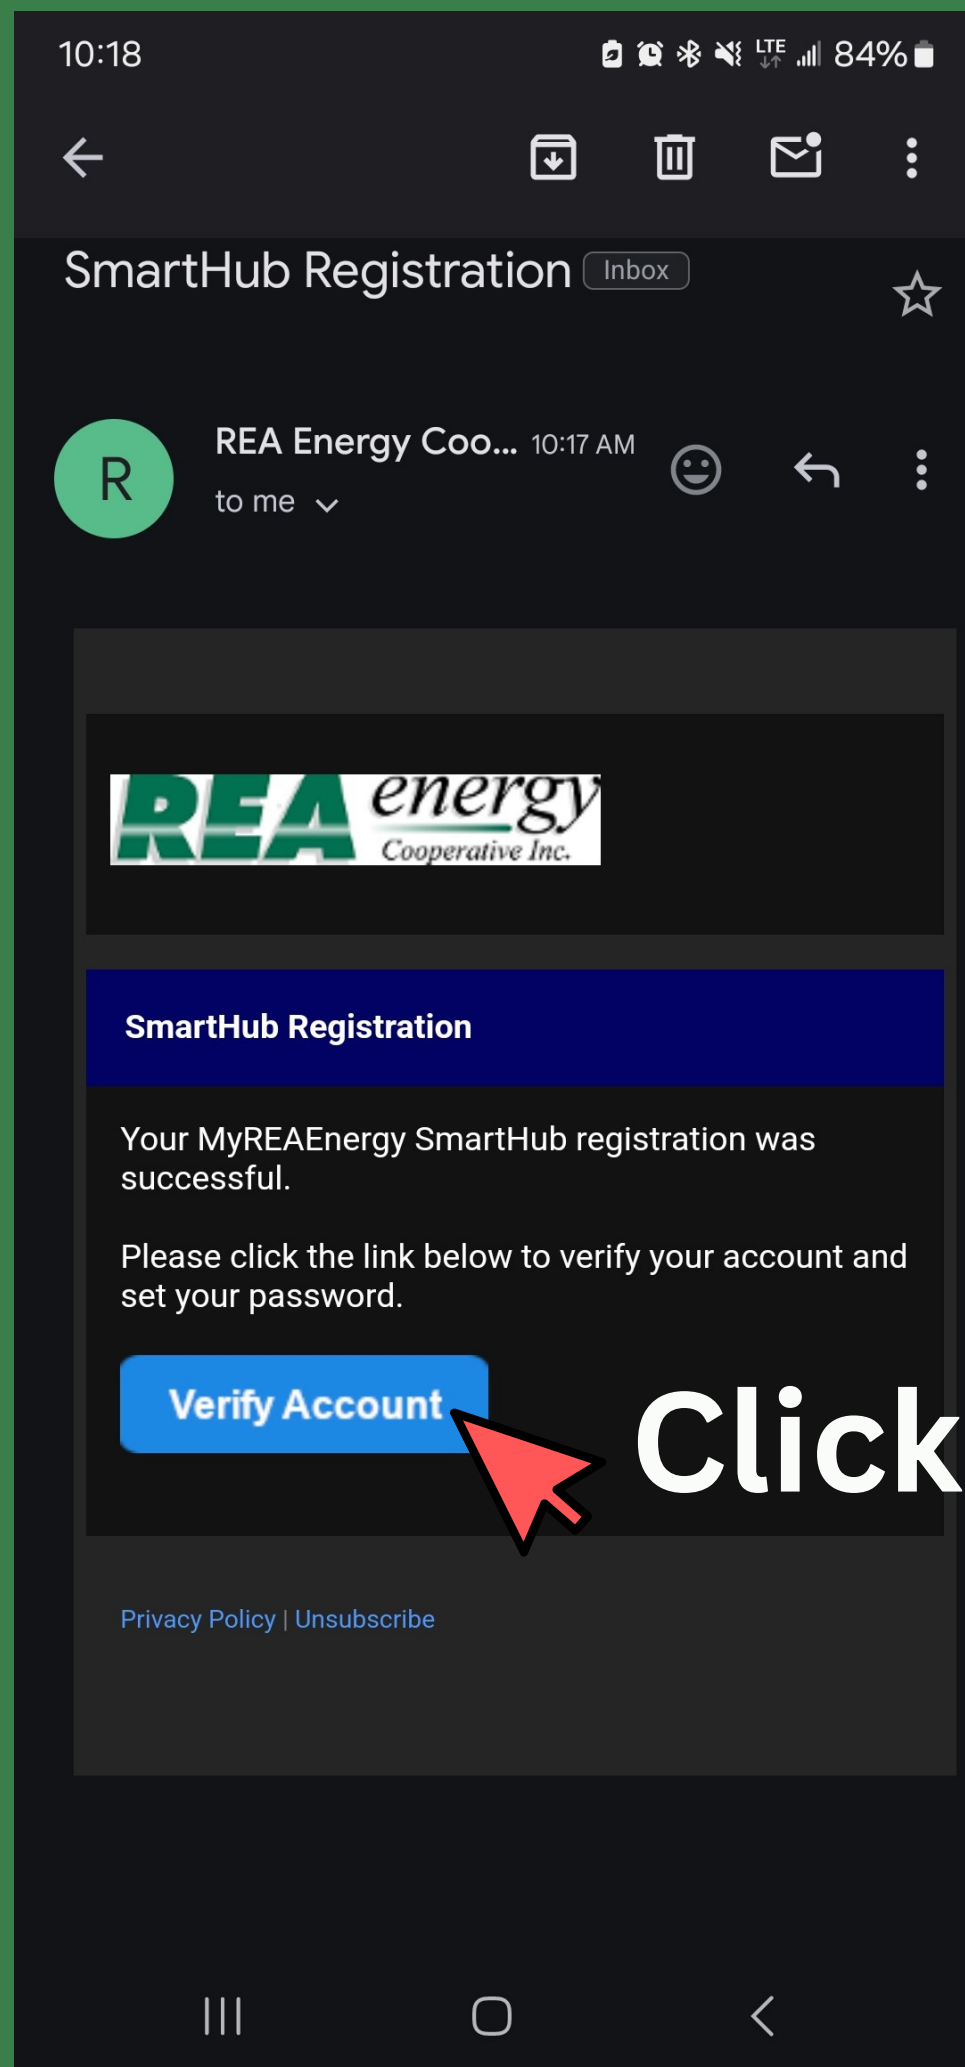 10:18 LTE 84%
SmartHub Registration Inbox
R
REA Energy Coo... 10:17 AM
to me
REA energy
Cooperative Inc.
SmartHub Registration
Your MyREAEnergy SmartHub registration was
successful.
Please click the link below to verify your account and
set your password.
Verify Account
Click
Privacy Policy | Unsubscribe